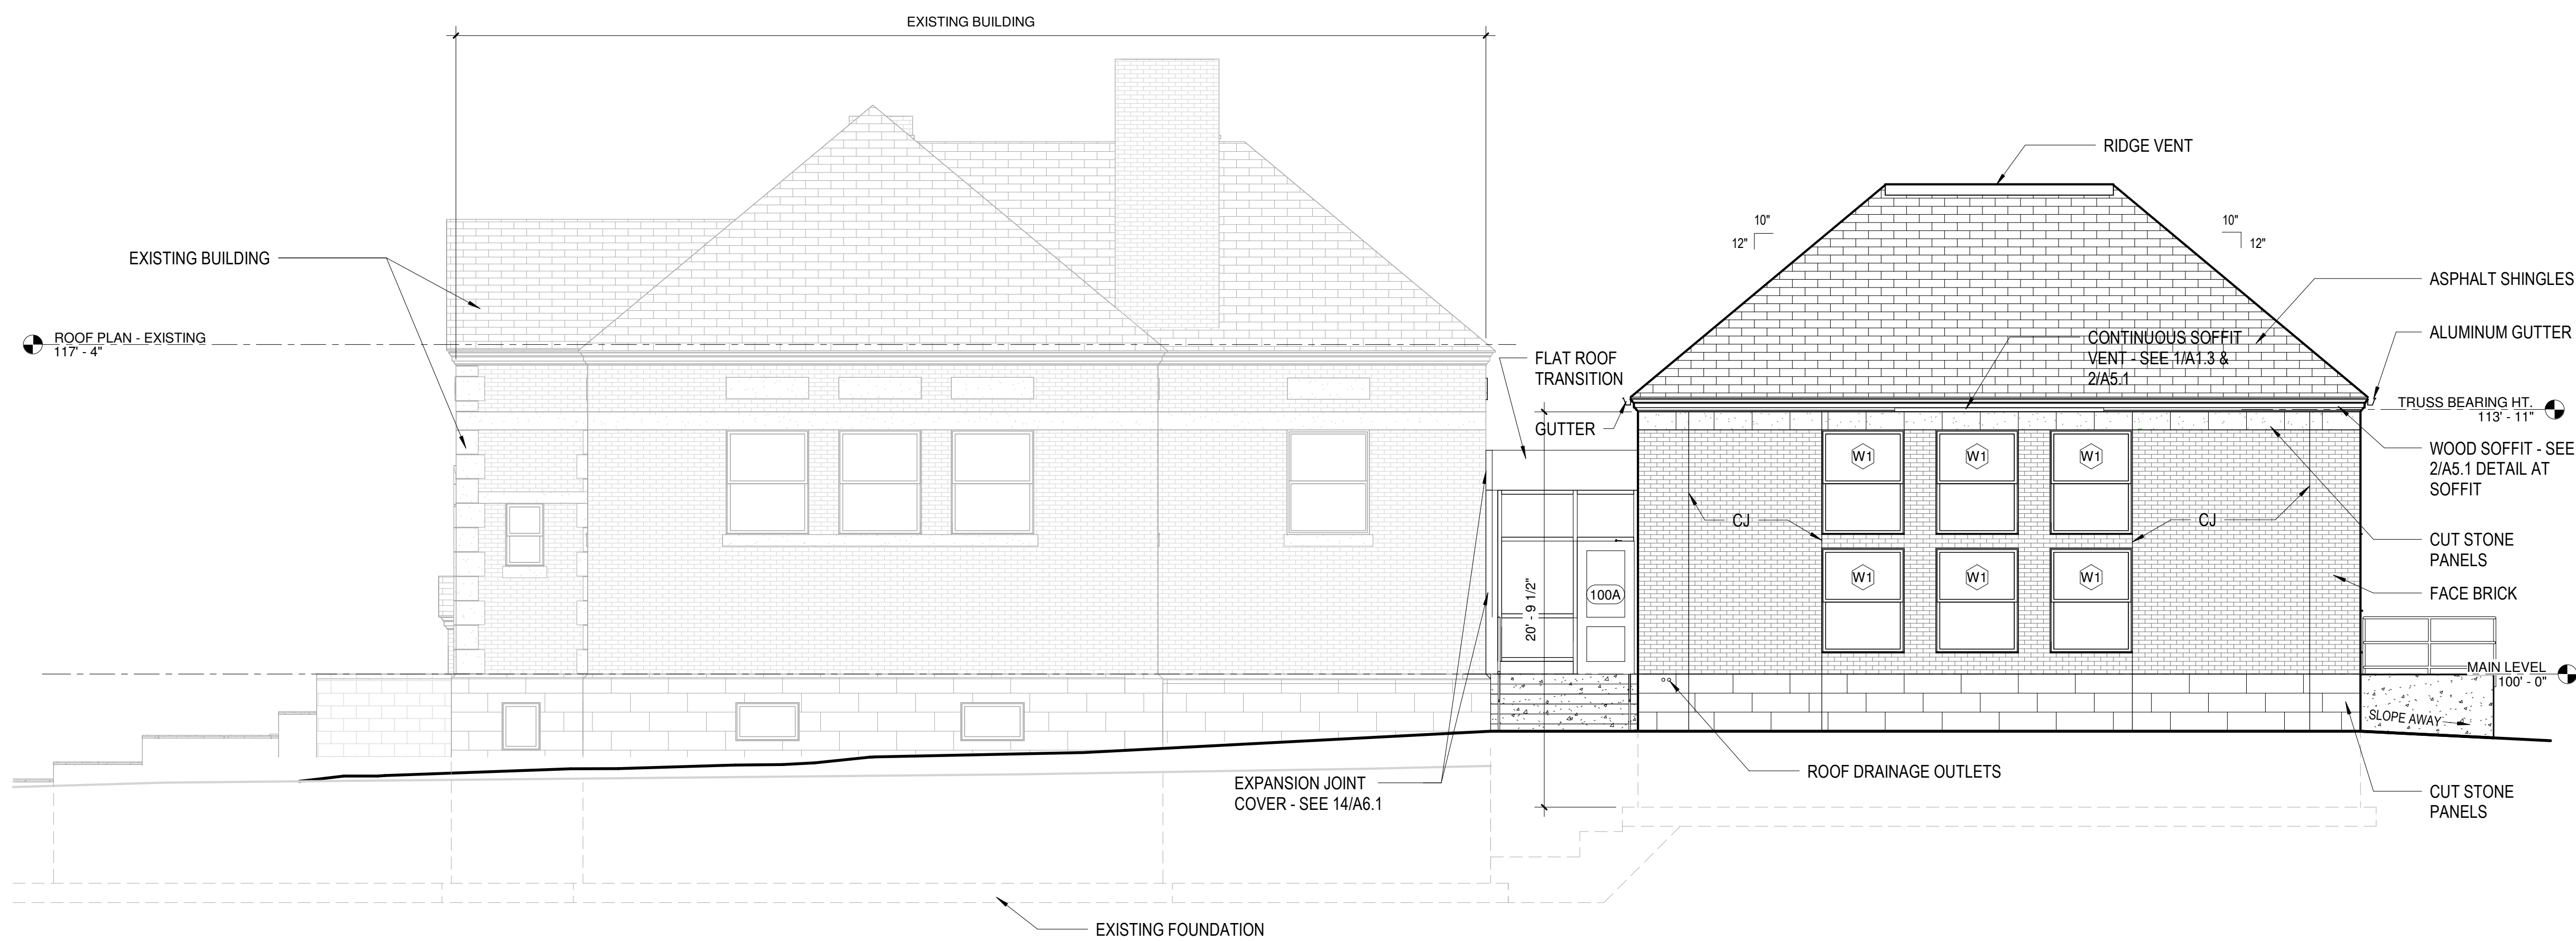 EXISTING BUILDING
RIDGE VENT
10"
12"
10"
12"
EXISTING BUILDING
ASPHALT SHINGLES
ROOF PLAN - EXISTING
117' - 4"
CONTINUOUS SOFFIT
VENT - SEE 1/A1.3 &
2/A5.1
ALUMINUM GUTTER
FLAT ROOF
TRANSITION
TRUSS BEARING HT.
113' - 11"
GUTTER
WOOD SOFFIT - SEE
2/A5.1 DETAIL AT
SOFFIT
W1
W1
W1
CJ
CJ
CUT STONE
PANELS
W1
W1
W1
100A
20' - 9 1/2"
FACE BRICK
MAIN LEVEL
100' - 0"
SLOPE AWAY
ROOF DRAINAGE OUTLETS
EXPANSION JOINT
COVER - SEE 14/A6.1
CUT STONE
PANELS
EXISTING FOUNDATION